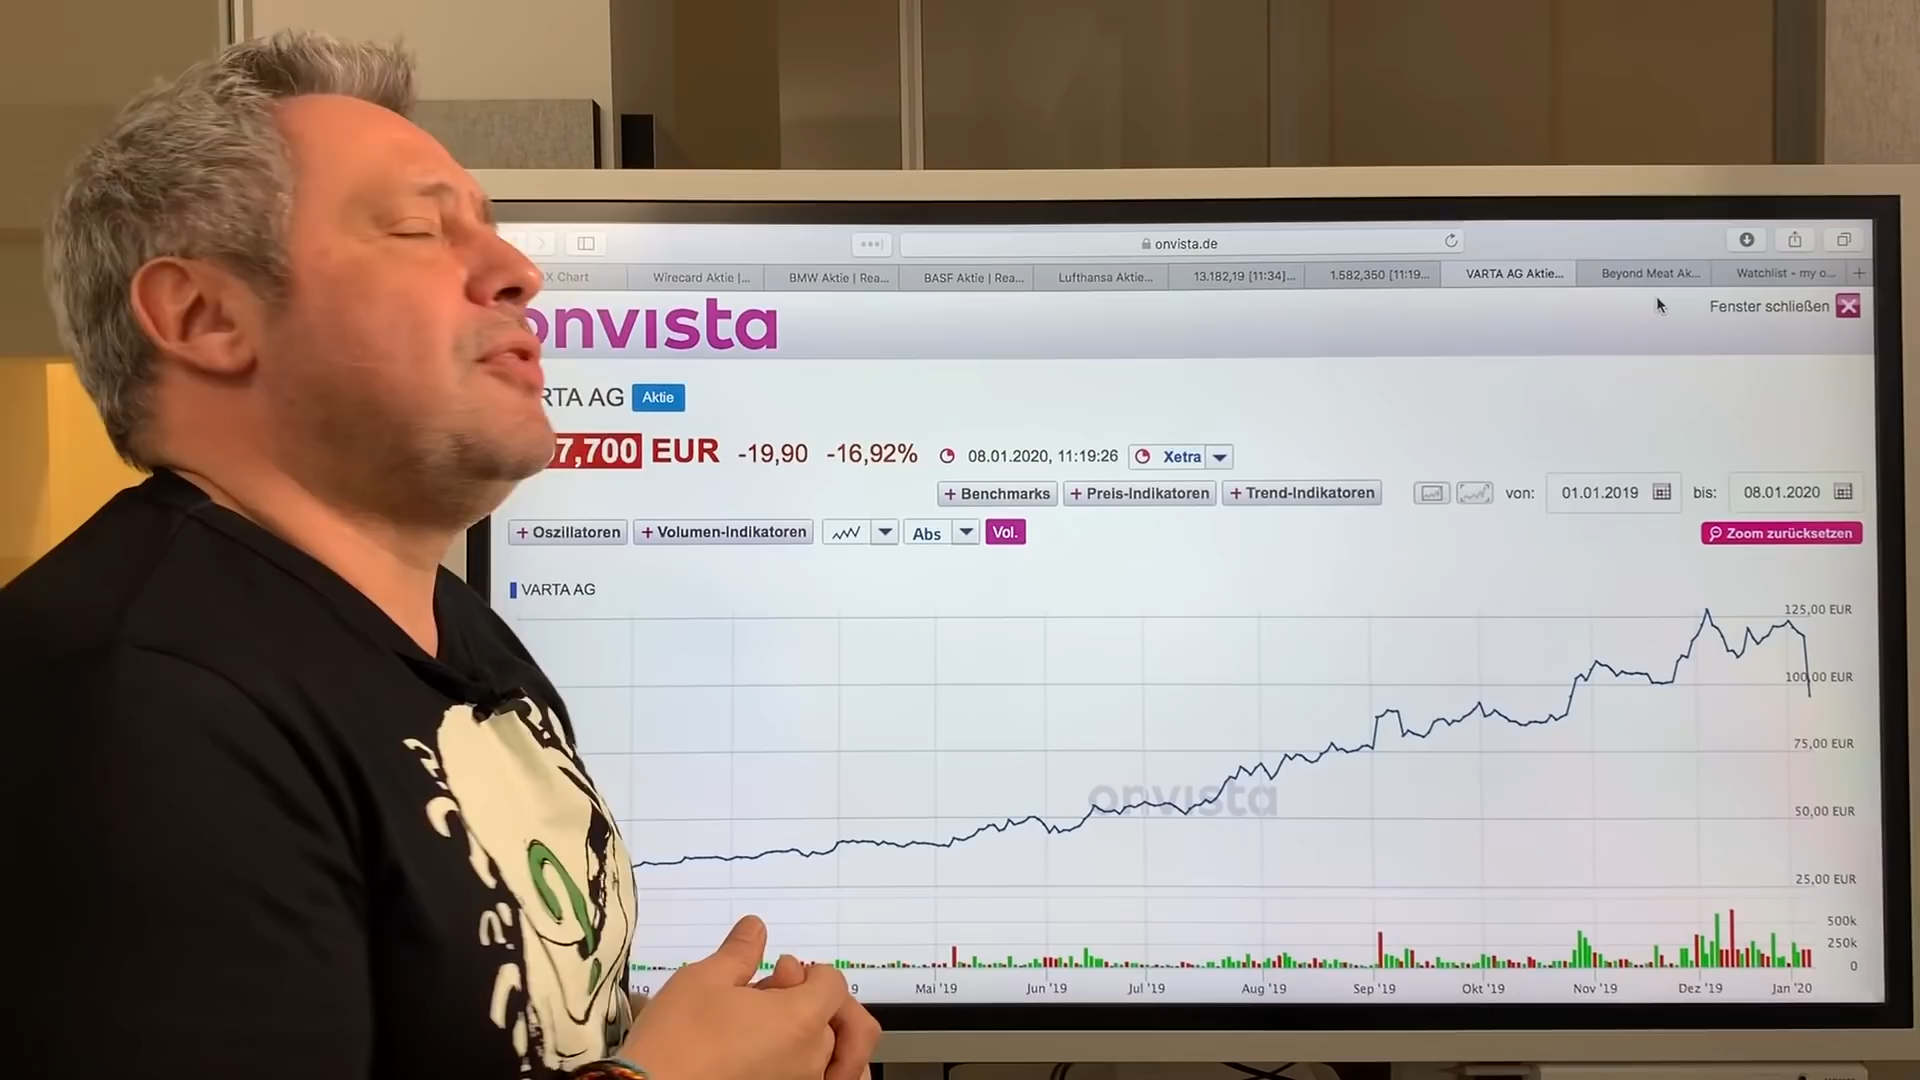 onvista.de
X Chart
Wirecard Aktie |...
BMW Aktie | Rea...
BASF Aktie | Rea...
Lufthansa Aktie...
13.182,19 [11:34]...
1.582,350 [11:19...
VARTA AG Aktie...
Beyond Meat Ak...
Watchlist - my o...
Fenster schließen
onvista
RTA AG Aktie
7,700 EUR -19,90 -16,92% 08.01.2020, 11:19:26 Xetra
+ Benchmarks + Preis-Indikatoren + Trend-Indikatoren von: 01.01.2019 bis: 08.01.2020
+ Oszillatoren + Volumen-Indikatoren Abs Vol. Zoom zurücksetzen
VARTA AG
125,00 EUR
100,00 EUR
75,00 EUR
onvista
50,00 EUR
25,00 EUR
500k
250k
0
'19 9 Mai '19 Jun '19 Jul '19 Aug '19 Sep '19 Okt '19 Nov '19 Dez '19 Jan '20